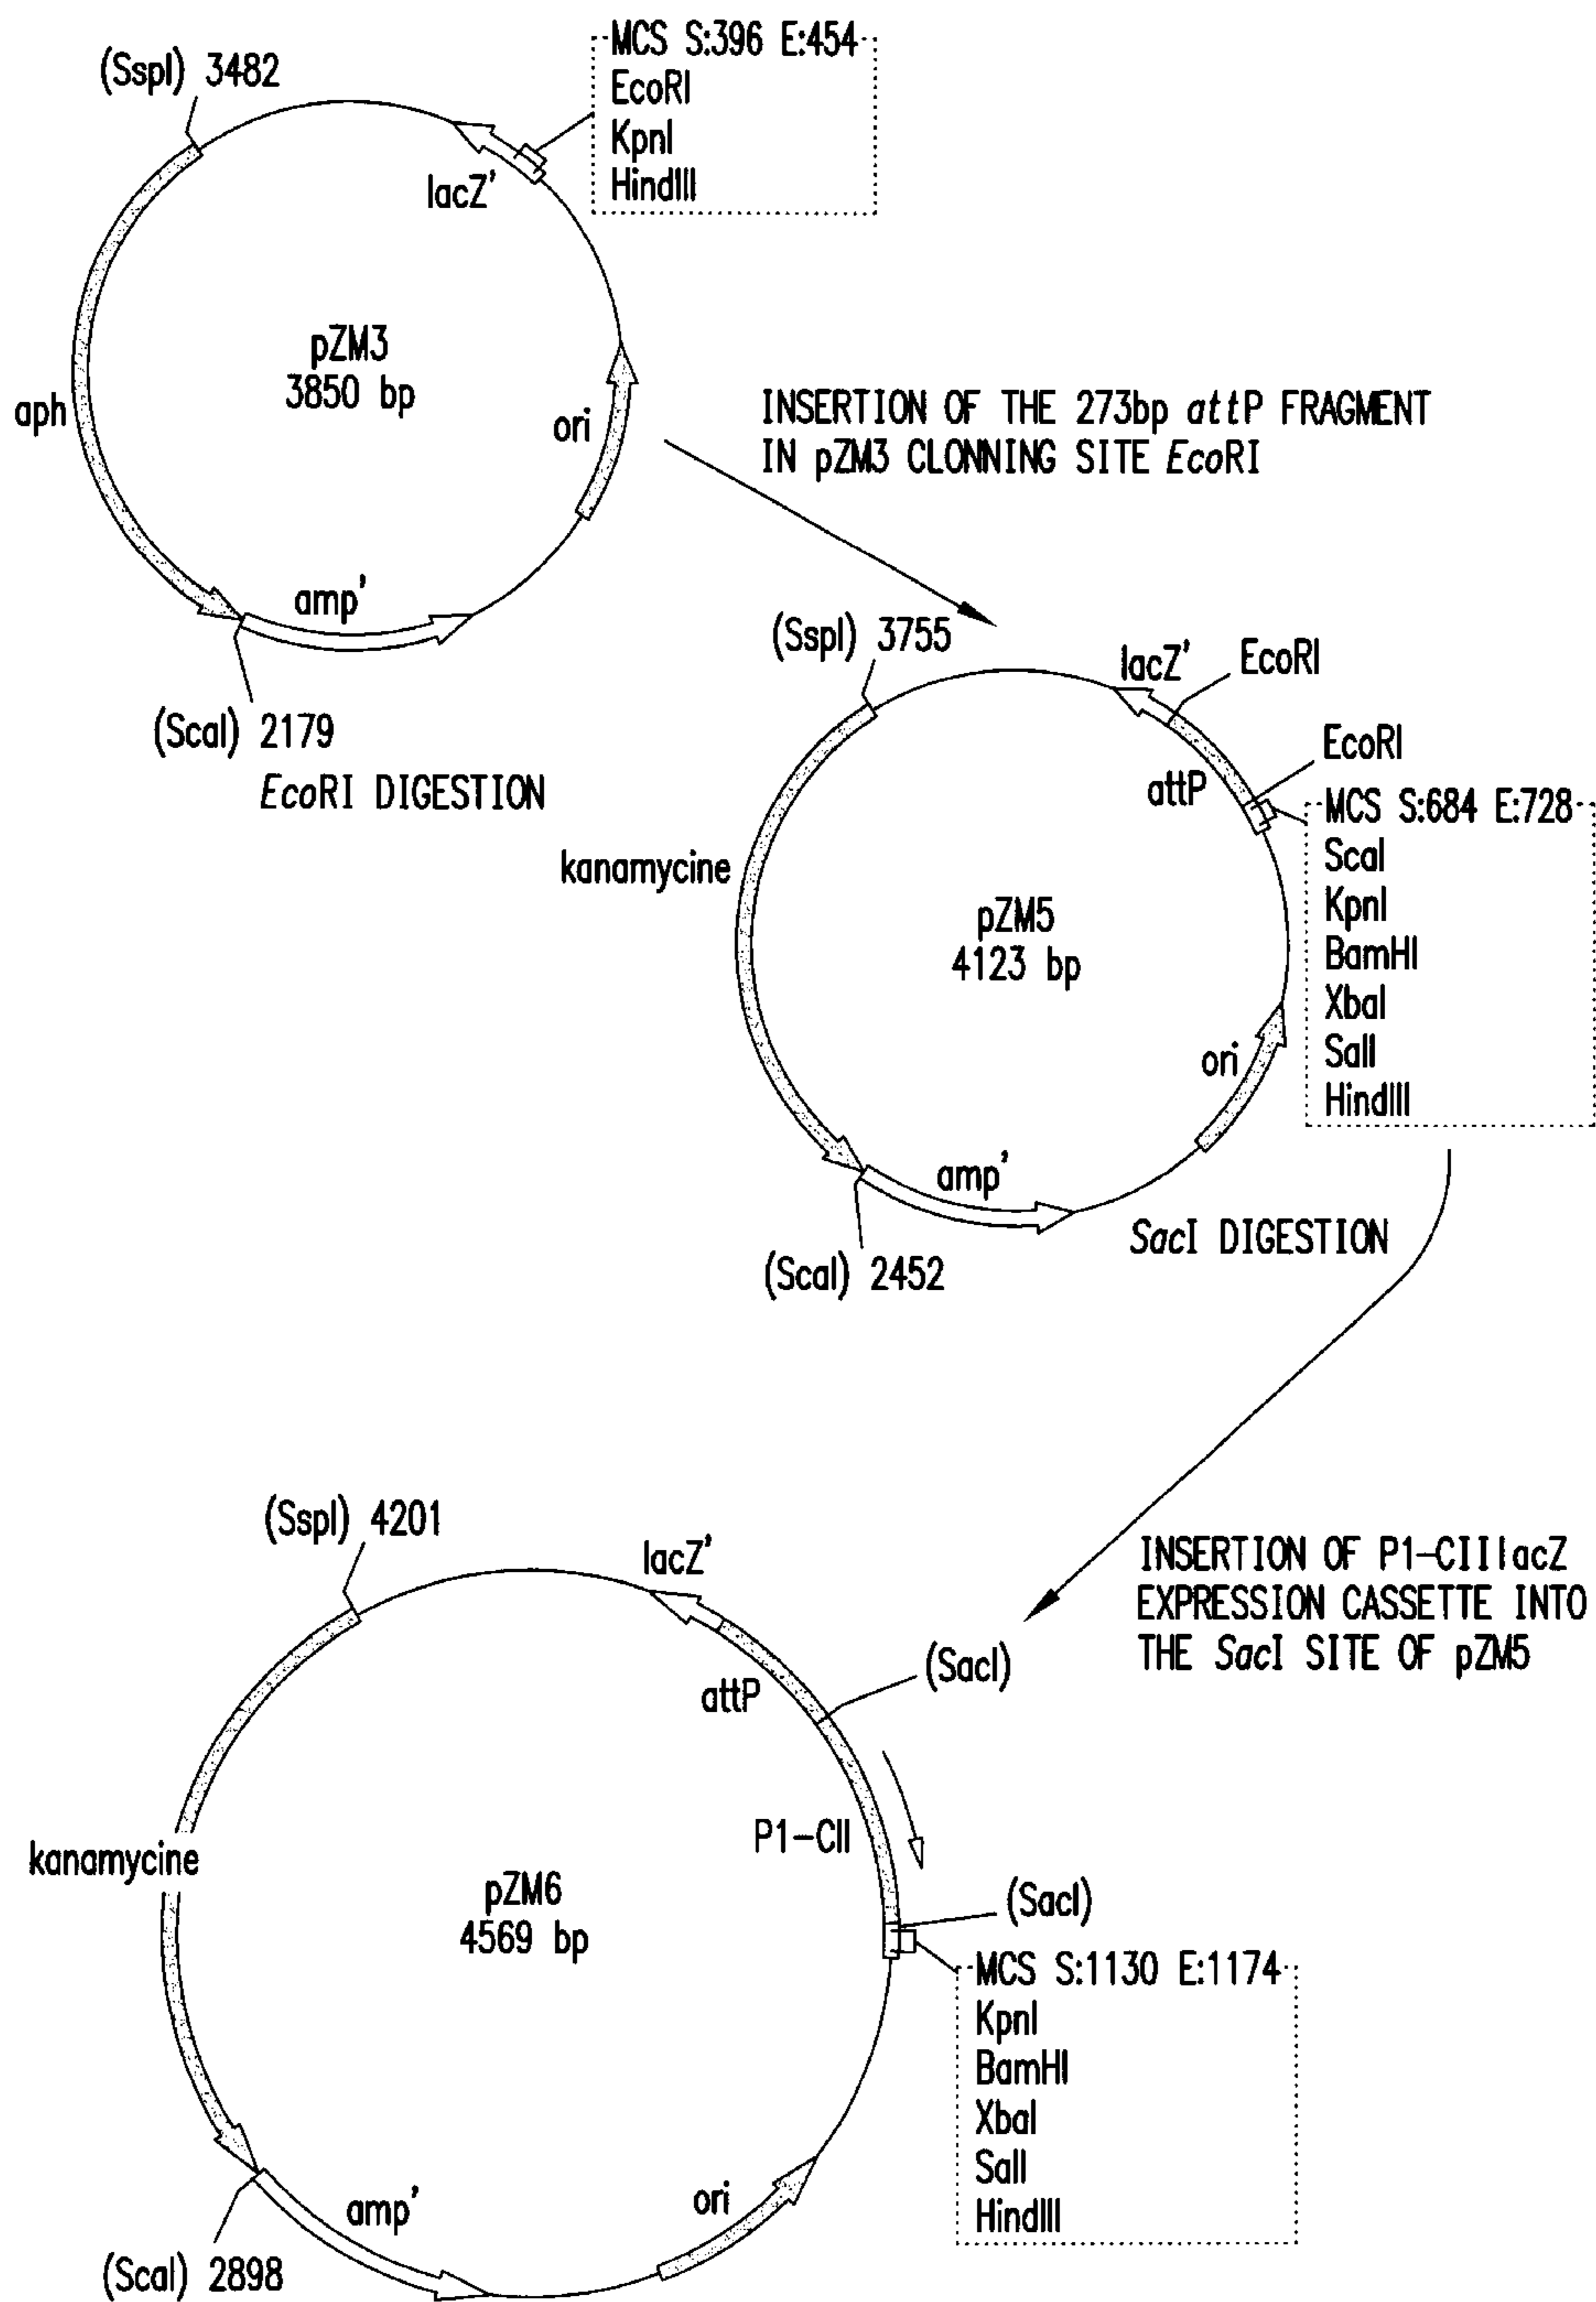 (SspI) 3482
MCS S:396 E:454
EcoRI
KpnI
HindIII
lacZ'
pZM3
3850 bp
aph
ori
amp'
(ScaI) 2179
EcoRI DIGESTION
INSERTION OF THE 273bp attP FRAGMENT
IN pZM3 CLONNING SITE EcoRI
(SspI) 3755
lacZ'
EcoRI
EcoRI
attP
MCS S:684 E:728
ScaI
KpnI
BamHI
XbaI
SalI
HindIII
kanamycine
pZM5
4123 bp
ori
amp'
(ScaI) 2452
SacI DIGESTION
INSERTION OF P1-CIIlacZ
EXPRESSION CASSETTE INTO
THE SacI SITE OF pZM5
(SspI) 4201
lacZ'
(SacI)
attP
P1-CII
kanamycine
pZM6
4569 bp
(SacI)
MCS S:1130 E:1174
KpnI
BamHI
XbaI
SalI
HindIII
ori
amp'
(ScaI) 2898